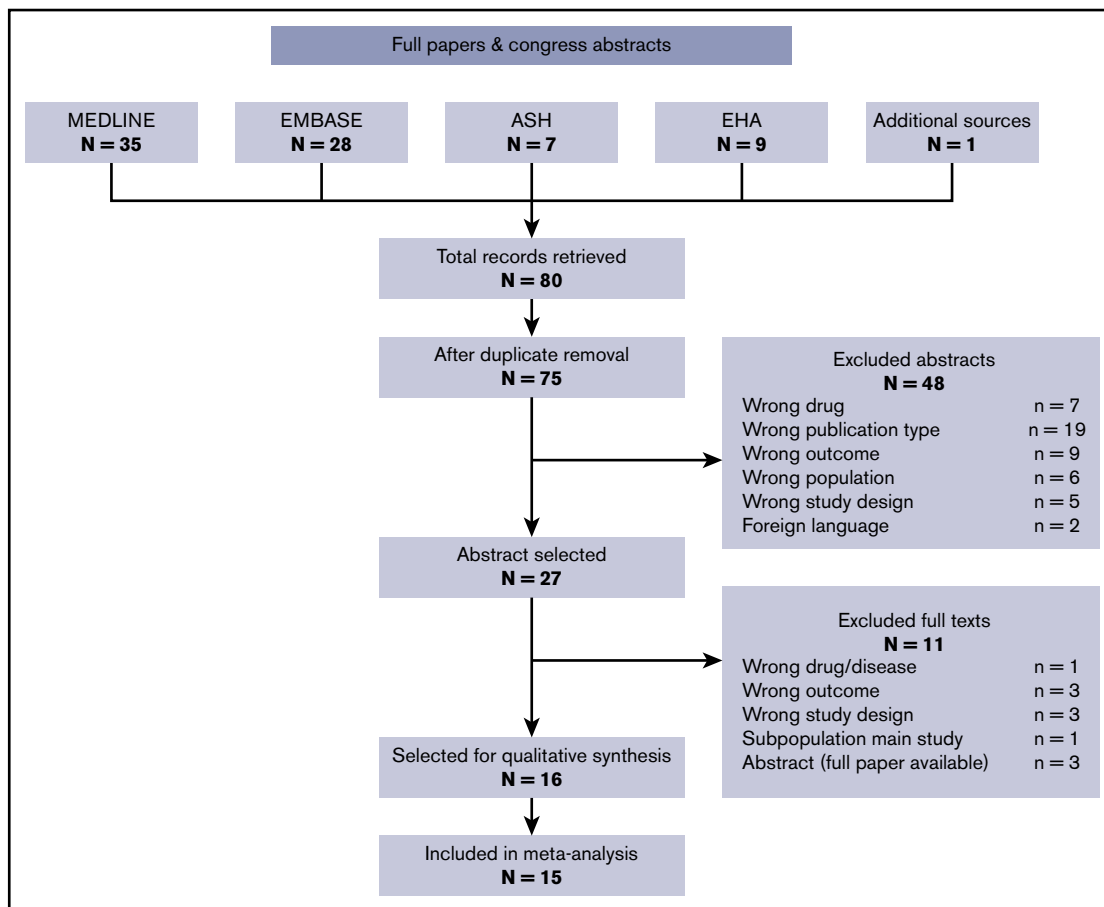 Full papers & congress abstracts
MEDLINE
N = 35
EMBASE
N = 28
ASH
N = 7
EHA
N = 9
Additional sources
N = 1
Total records retrieved
N = 80
After duplicate removal
N = 75
Excluded abstracts
N = 48
Wrong drug n = 7
Wrong publication type n = 19
Wrong outcome n = 9
Wrong population n = 6
Wrong study design n = 5
Foreign language n = 2
Abstract selected
N = 27
Excluded full texts
N = 11
Wrong drug/disease n = 1
Wrong outcome n = 3
Wrong study design n = 3
Subpopulation main study n = 1
Abstract (full paper available) n = 3
Selected for qualitative synthesis
N = 16
Included in meta-analysis
N = 15